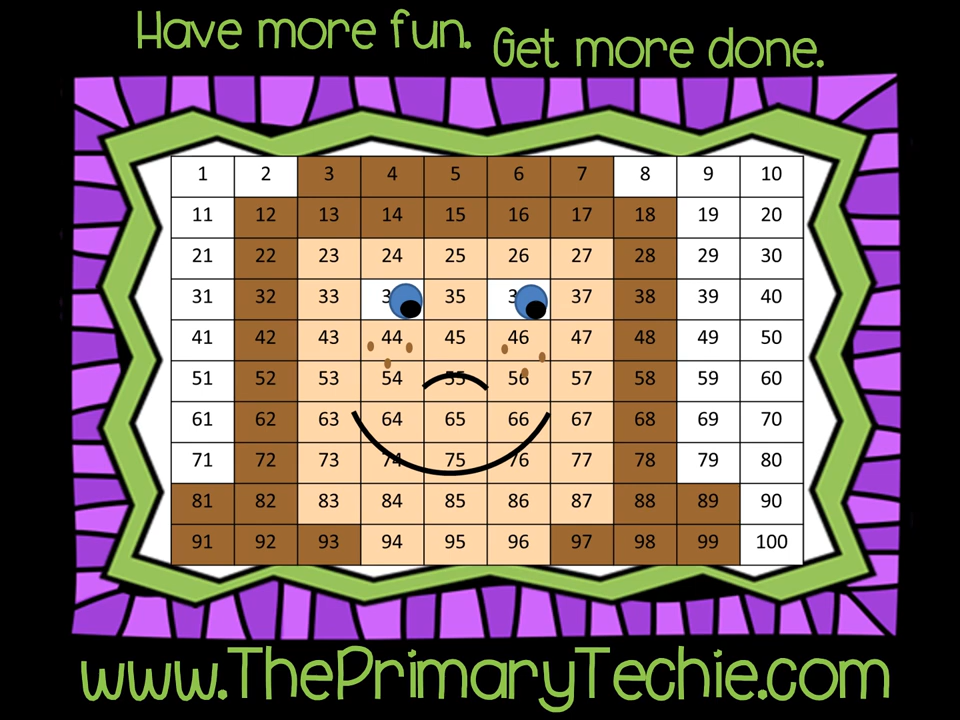 Have more fun. Get more done.
1 2 3 4 5 6 7 8 9 10
11 12 13 14 15 16 17 18 19 20
21 22 23 24 25 26 27 28 29 30
31 32 33 3 35 3 37 38 39 40
41 42 43 44 45 46 47 48 49 50
51 52 53 54 55 56 57 58 59 60
61 62 63 64 65 66 67 68 69 70
71 72 73 74 75 76 77 78 79 80
81 82 83 84 85 86 87 88 89 90
91 92 93 94 95 96 97 98 99 100
www.ThePrimaryTechie.com